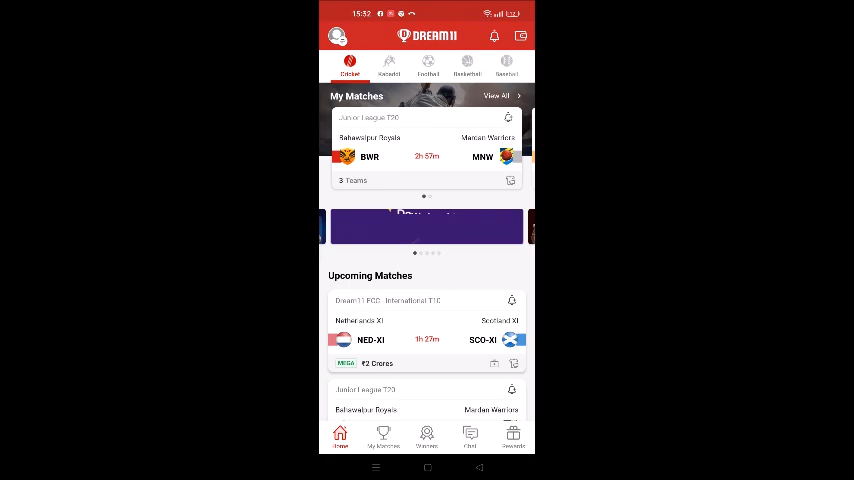 15:32
DREAM11
Cricket Kabaddi Football Basketball Baseball
My Matches View All
Junior League T20
Bahawalpur Royals Mardan Warriors
BWR 2h 57m MNW
3 Teams
Upcoming Matches
Dream11 ECC - International T10
Netherlands XI Scotland XI
NED-XI 1h 27m SCO-XI
MEGA ₹2 Crores
Junior League T20
Bahawalpur Royals Mardan Warriors
Home My Matches Winners Chat Rewards